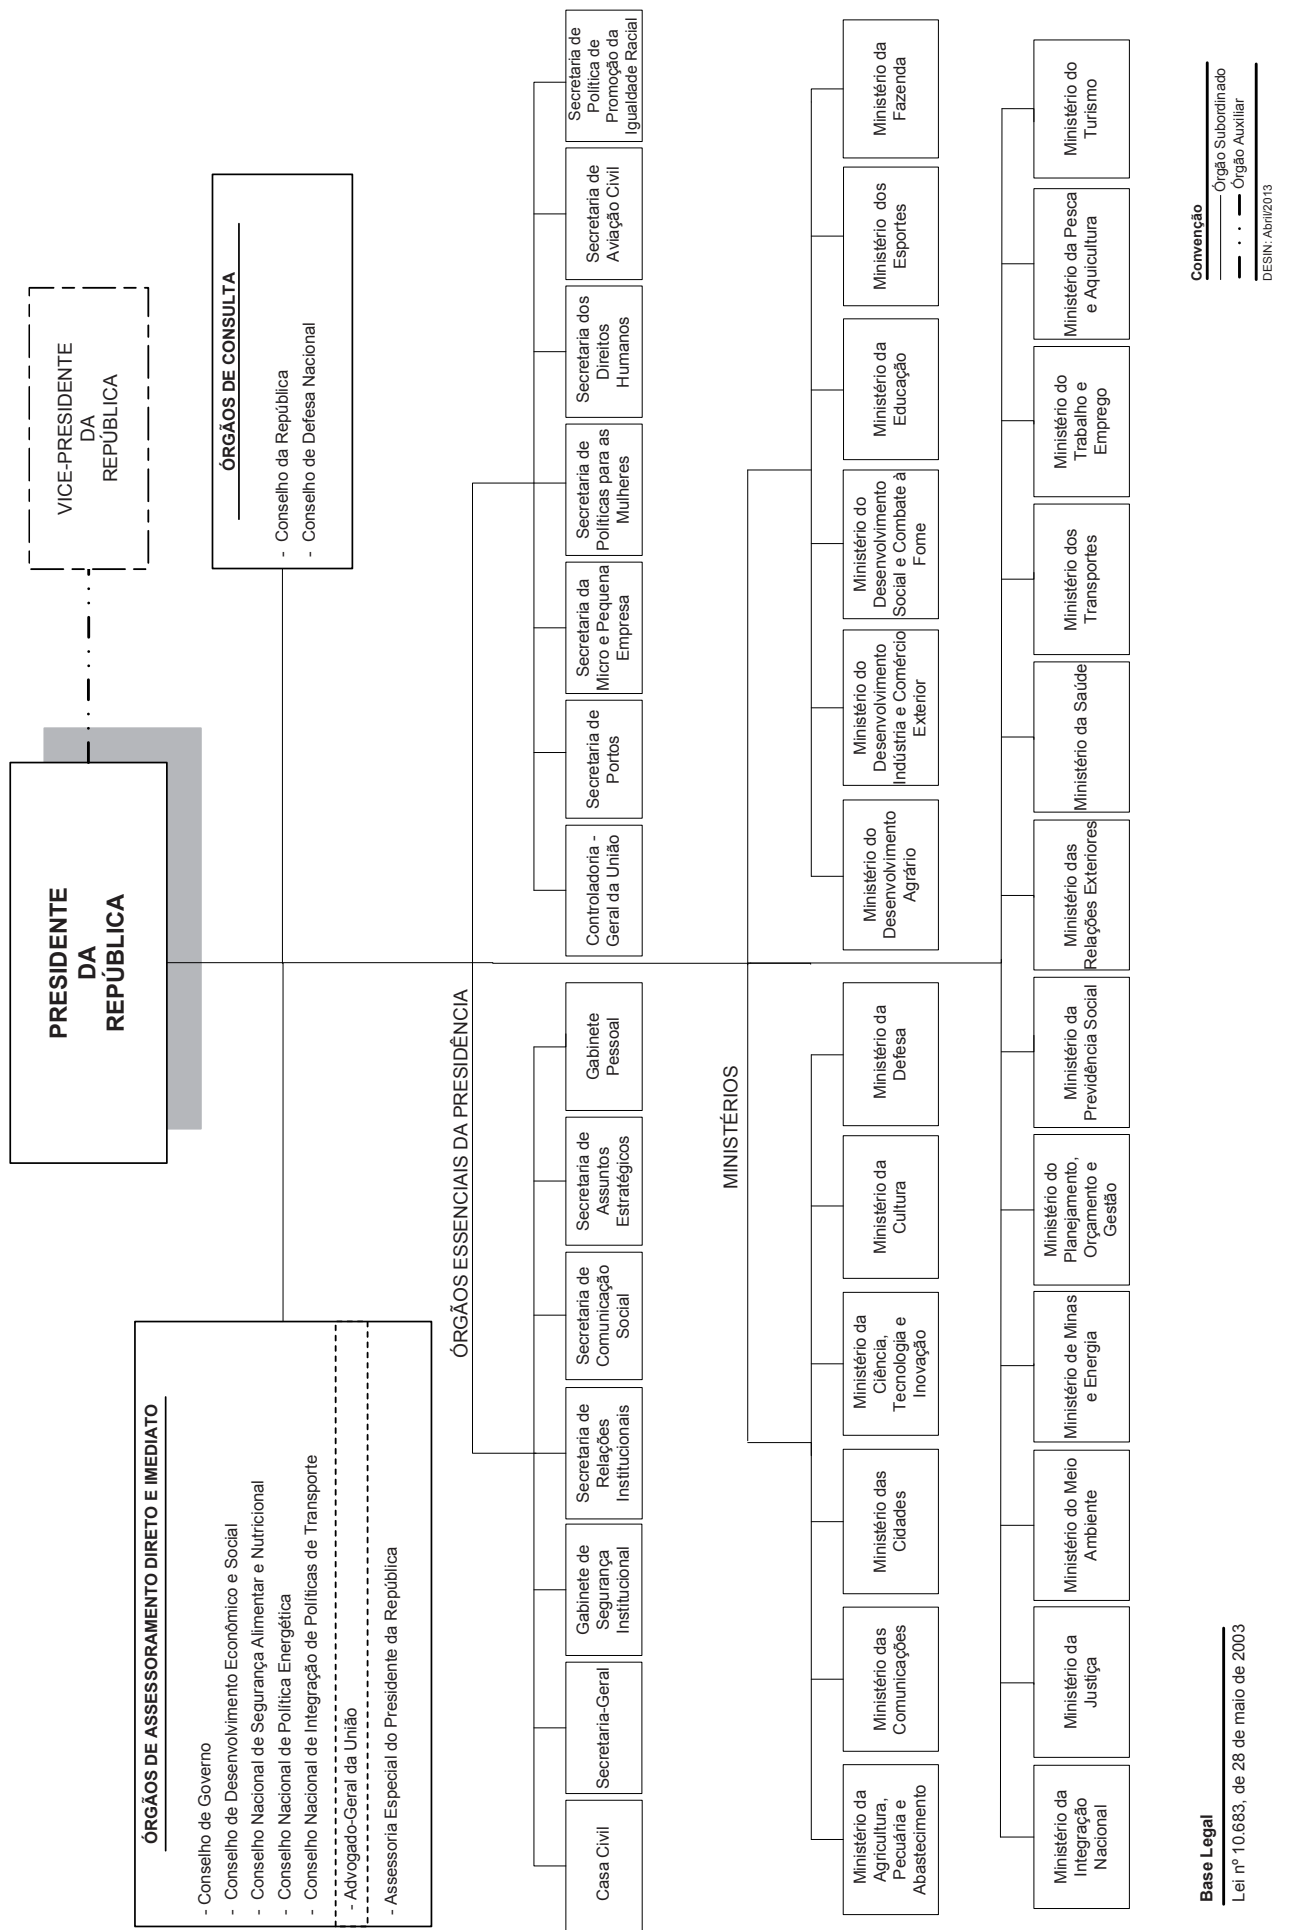 PRESIDENTE
DA
REPÚBLICA
VICE-PRESIDENTE
DA
REPÚBLICA
ÓRGÃOS DE ASSESSORAMENTO DIRETO E IMEDIATO
- Conselho de Governo
- Conselho de Desenvolvimento Econômico e Social
- Conselho Nacional de Segurança Alimentar e Nutricional
- Conselho Nacional de Política Energética
- Conselho Nacional de Integração de Políticas de Transporte
- Advogado-Geral da União
- Assessoria Especial do Presidente da República
ÓRGÃOS DE CONSULTA
- Conselho da República
- Conselho de Defesa Nacional
ÓRGÃOS ESSENCIAIS DA PRESIDÊNCIA
Casa Civil
Secretaria-Geral
Gabinete de
Segurança
Institucional
Secretaria de
Relações
Institucionais
Secretaria de
Comunicação
Social
Secretaria de
Assuntos
Estratégicos
Gabinete
Pessoal
Controladoria -
Geral da União
Secretaria de
Portos
Secretaria da
Micro e Pequena
Empresa
Secretaria de
Políticas para as
Mulheres
Secretaria dos
Direitos
Humanos
Secretaria de
Aviação Civil
Secretaria de
Política de
Promoção da
Igualdade Racial
MINISTÉRIOS
Ministério da
Agricultura,
Pecuária e
Abastecimento
Ministério das
Comunicações
Ministério das
Cidades
Ministério da
Ciência,
Tecnologia e
Inovação
Ministério da
Cultura
Ministério da
Defesa
Ministério do
Desenvolvimento
Agrário
Ministério do
Desenvolvimento
Indústria e Comércio
Exterior
Ministério do
Desenvolvimento
Social e Combate à
Fome
Ministério da
Educação
Ministério dos
Esportes
Ministério da
Fazenda
Ministério da
Integração
Nacional
Ministério da
Justiça
Ministério do Meio
Ambiente
Ministério de Minas
e Energia
Ministério do
Planejamento,
Orçamento e
Gestão
Ministério da
Previdência Social
Ministério das
Relações Exteriores
Ministério da Saúde
Ministério dos
Transportes
Ministério do
Trabalho e
Emprego
Ministério da Pesca
e Aquicultura
Ministério do
Turismo
Base Legal
Lei nº 10.683, de 28 de maio de 2003
Convenção
Órgão Subordinado
Órgão Auxiliar
DESIN: Abril/2013